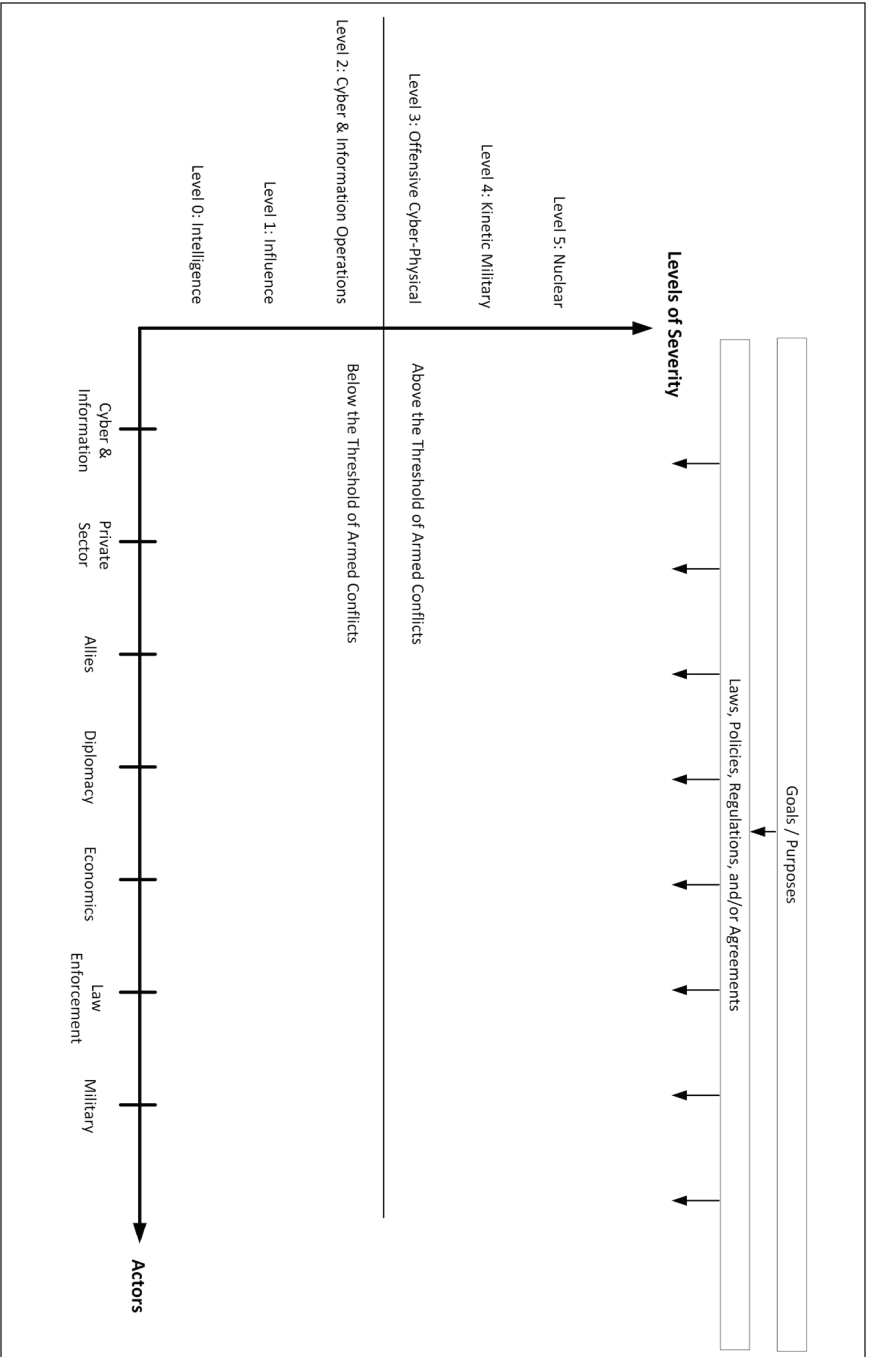 Goals / Purposes
Laws, Policies, Regulations, and/or Agreements
Levels of Severity
Level 5: Nuclear
Level 4: Kinetic Military
Level 3: Offensive Cyber-Physical
Above the Threshold of Armed Conflicts
Level 2: Cyber & Information Operations
Below the Threshold of Armed Conflicts
Level 1: Influence
Level 0: Intelligence
Cyber &
Information
Private
Sector
Allies
Diplomacy
Economics
Law
Enforcement
Military
Actors